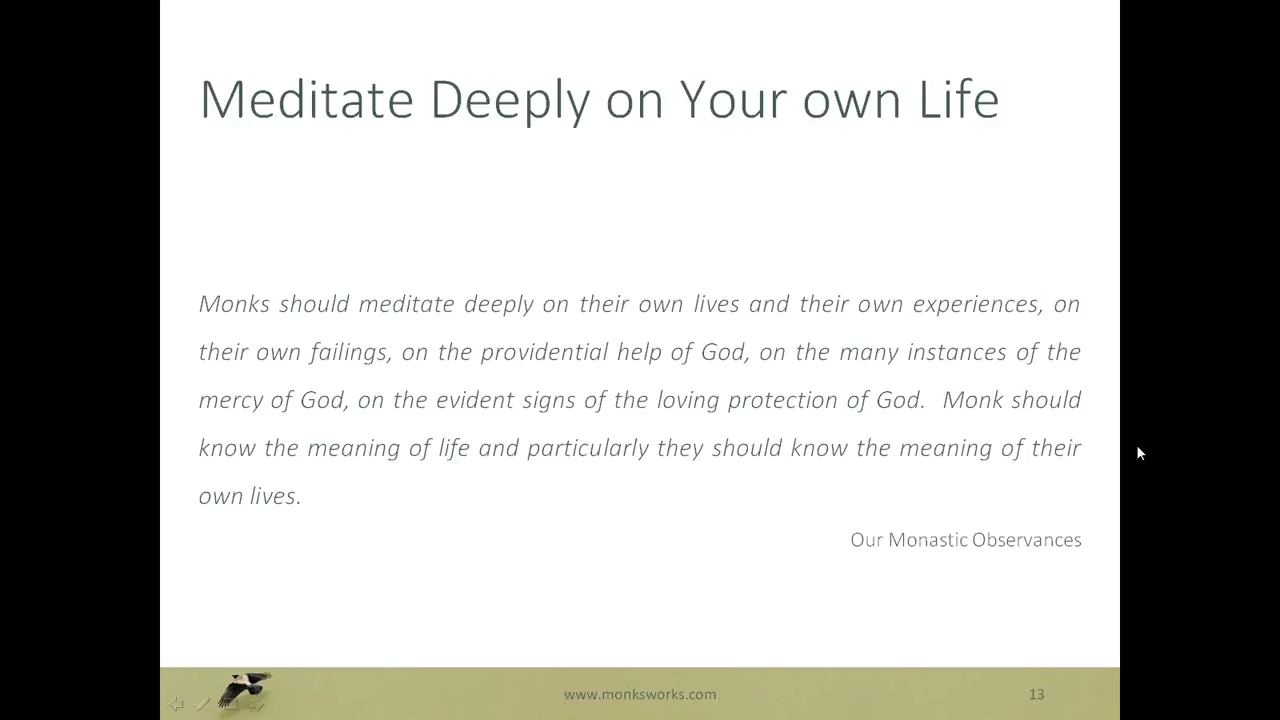 Meditate Deeply on Your own Life
Monks should meditate deeply on their own lives and their own experiences, on
their own failings, on the providential help of God, on the many instances of the
mercy of God, on the evident signs of the loving protection of God.  Monk should
know the meaning of life and particularly they should know the meaning of their
own lives.
Our Monastic Observances
www.monksworks.com
13